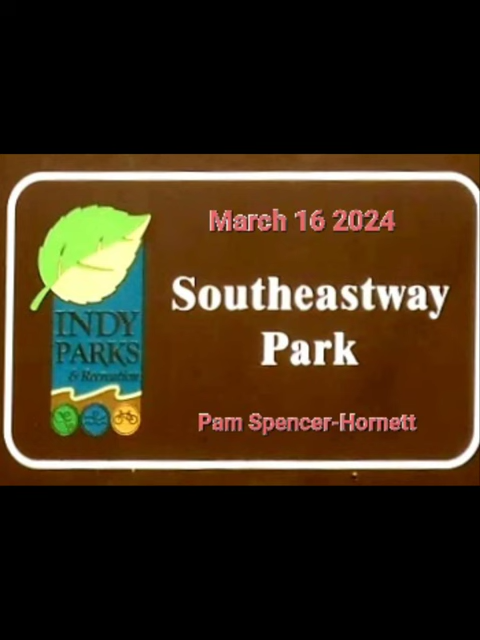 March 16 2024
Southeastway
Park
INDY
PARKS
& Recreation
Pam Spencer-Hornett